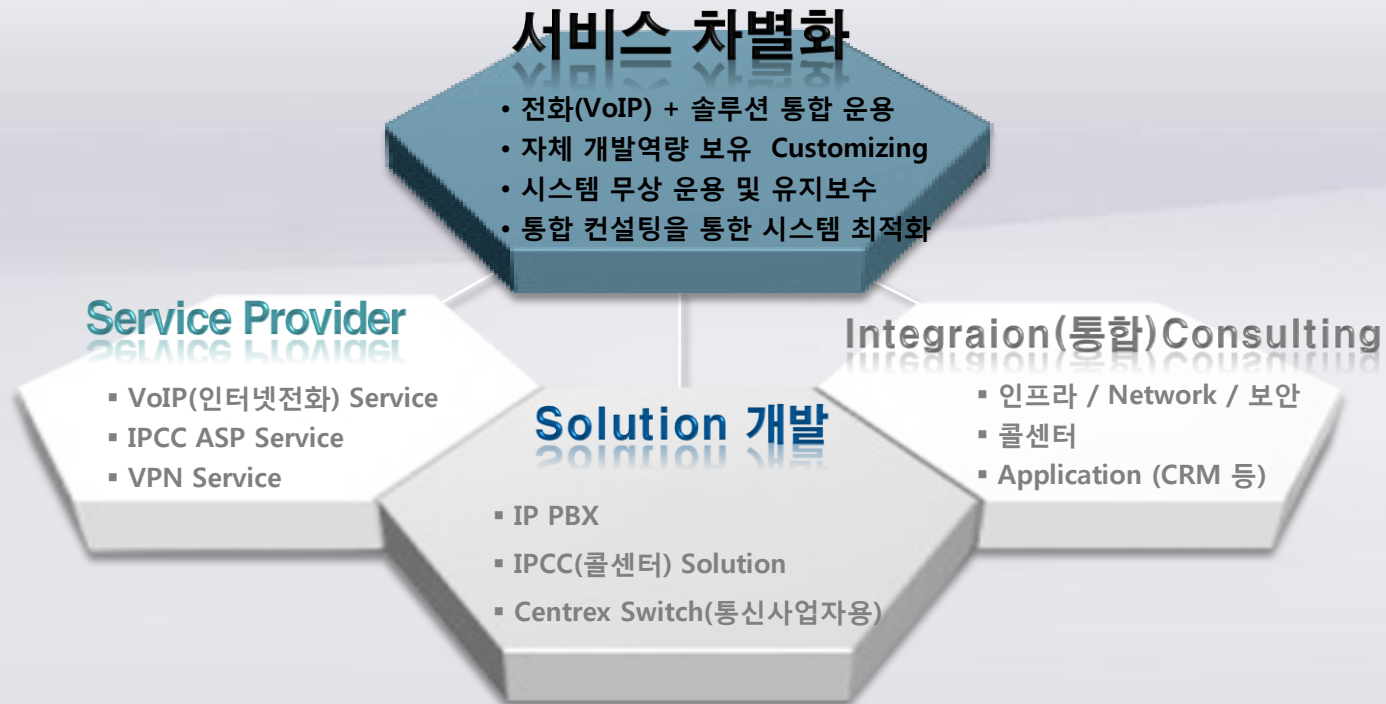 서비스 차별화
• 전화(VoIP) + 솔루션 통합 운용
• 자체 개발역량 보유 Customizing
• 시스템 무상 운용 및 유지보수
• 통합 컨설팅을 통한 시스템 최적화
Service Provider
▪ VoIP(인터넷전화) Service
▪ IPCC ASP Service
▪ VPN Service
Solution 개발
▪ IP PBX
▪ IPCC(콜센터) Solution
▪ Centrex Switch(통신사업자용)
Integraion(통합)Consulting
▪ 인프라 / Network / 보안
▪ 콜센터
▪ Application (CRM 등)